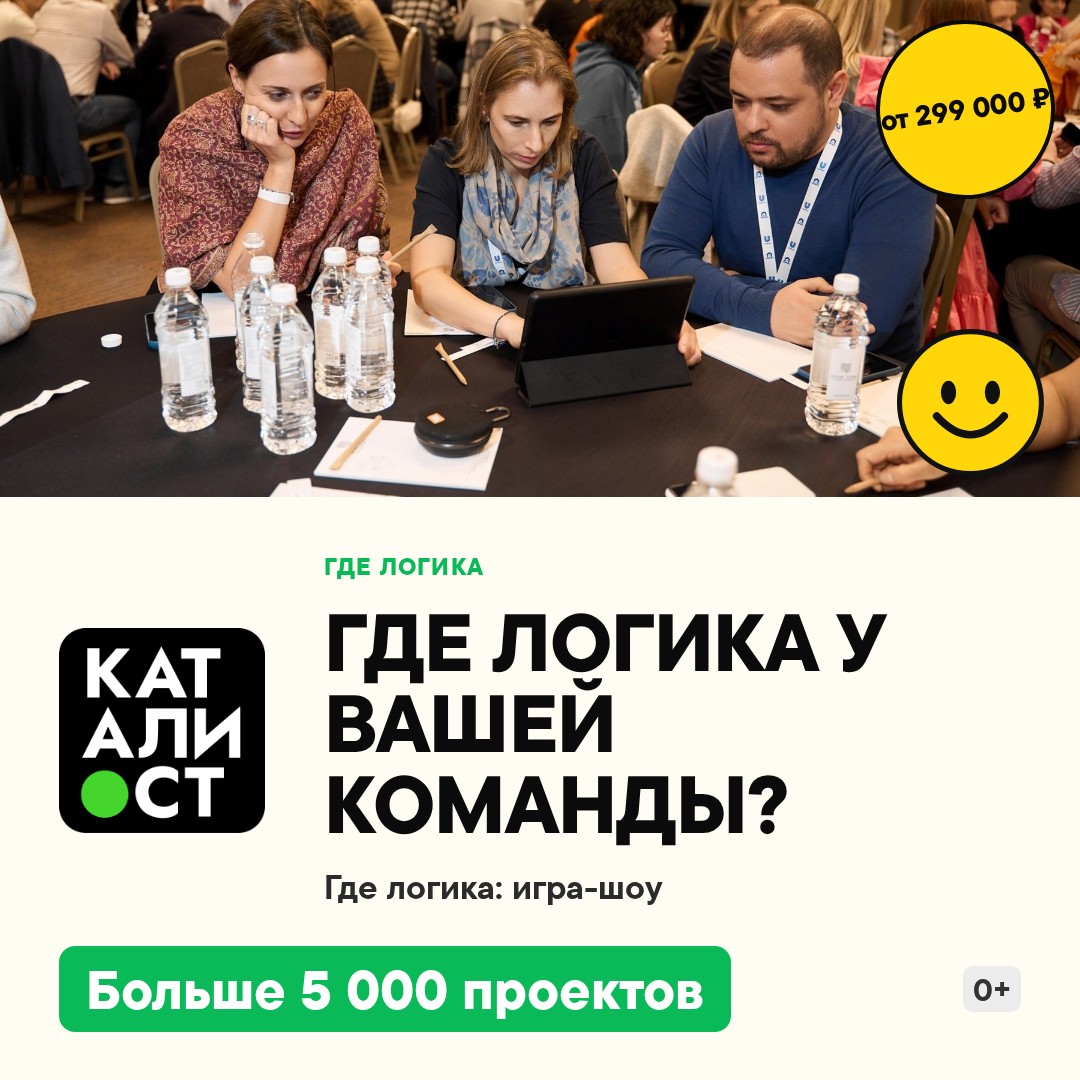 от 299 000 ₽
ГДЕ ЛОГИКА
ГДЕ ЛОГИКА У
ВАШЕЙ
КОМАНДЫ?
КАТ
АЛИ
СТ
Где логика: игра-шоу
Больше 5 000 проектов
0+